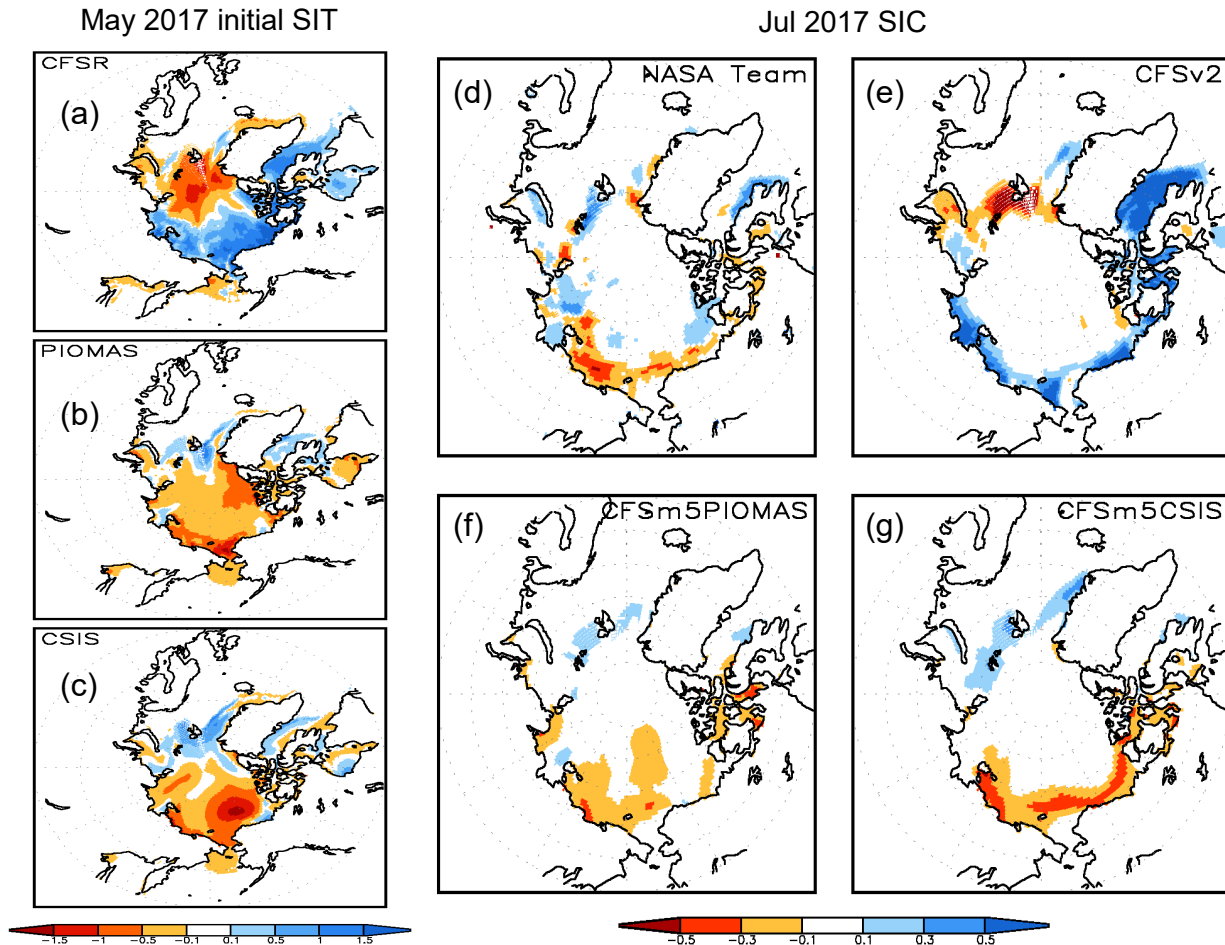 May 2017 initial SIT
Jul 2017 SIC
CFSR
(a)
PIOMAS
(b)
CSIS
(c)
-1.5 -1 -0.5 -0.1 0.1 0.5 1 1.5
(d)
NASA Team
(e)
CFSv2
(f)
CFSm5PIOMAS
(g)
CFSm5CSIS
-0.5 -0.3 -0.1 0.1 0.3 0.5